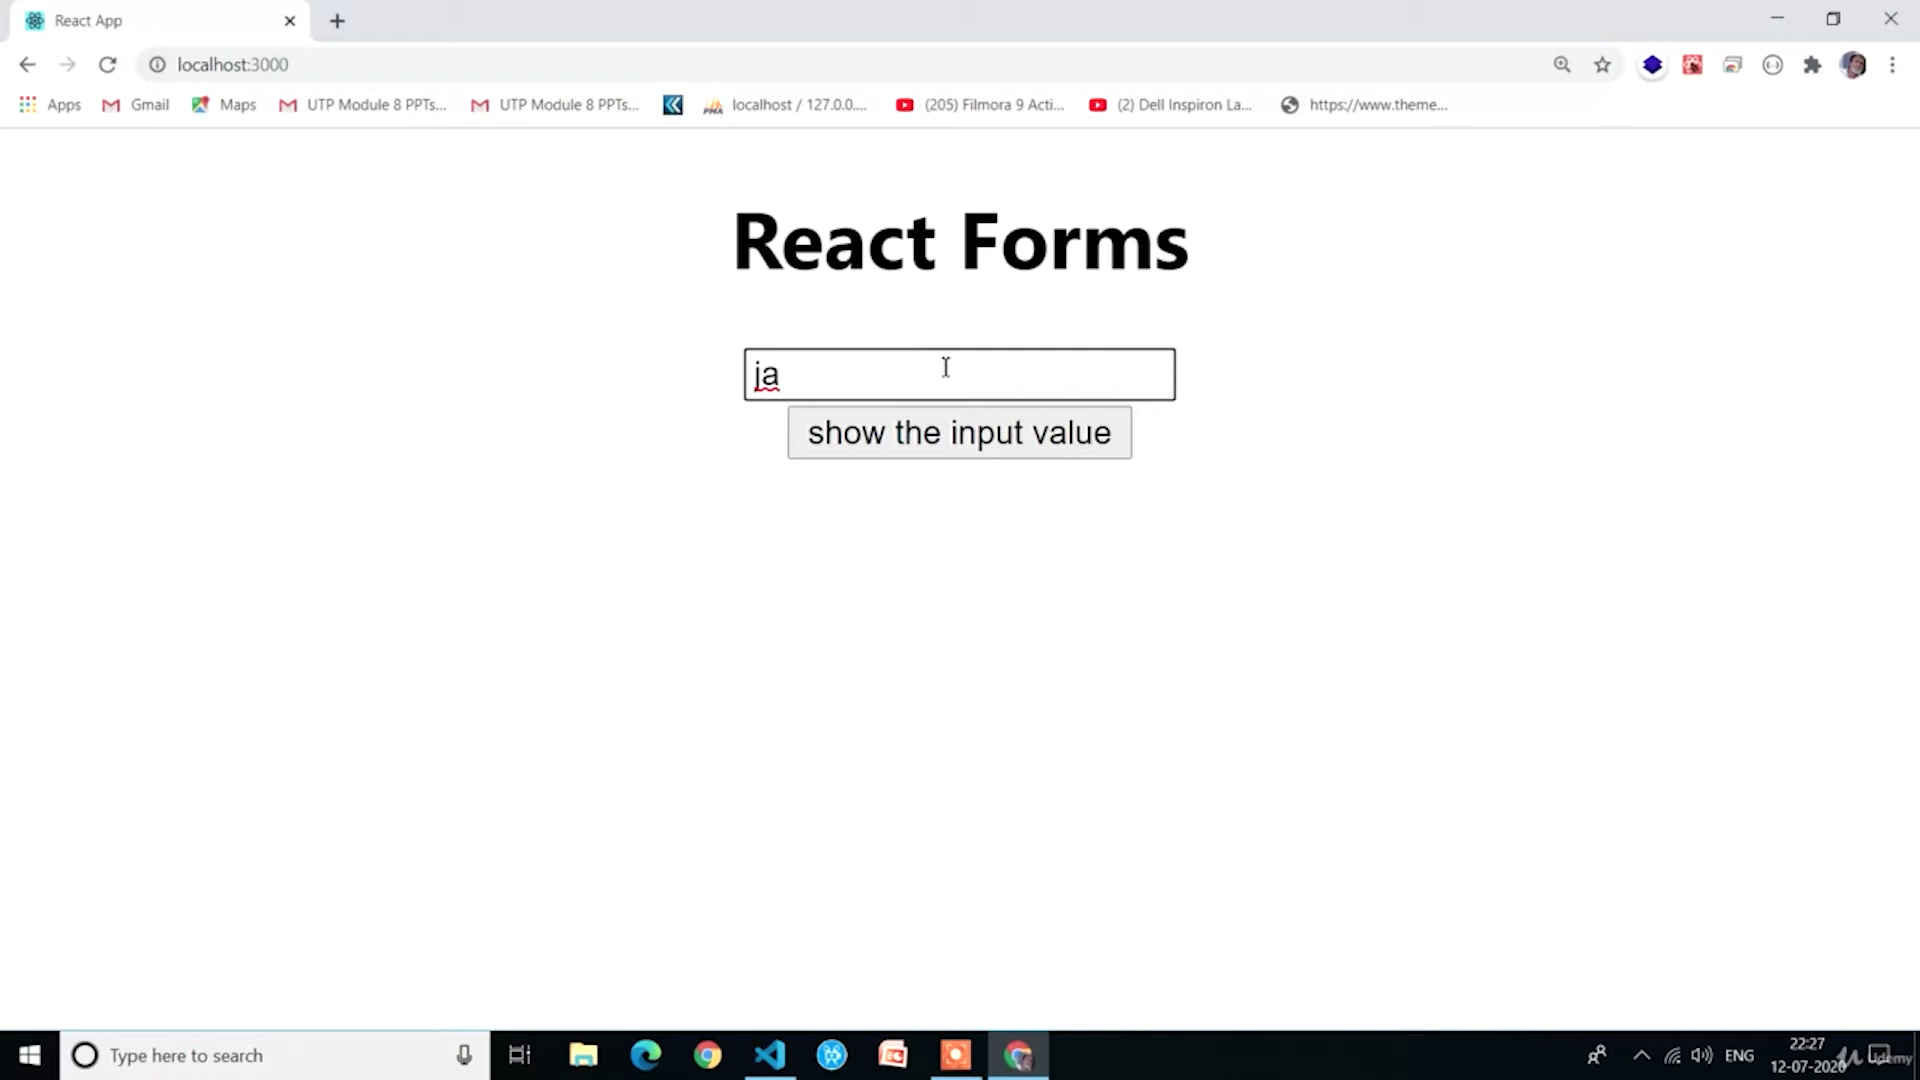 React App
localhost:3000
Apps
Gmail
Maps
UTP Module 8 PPTs...
UTP Module 8 PPTs...
PMA
localhost / 127.0.0....
(205) Filmora 9 Acti...
(2) Dell Inspiron La...
https://www.theme...
React Forms
ja
show the input value
Type here to search
ENG
22:27
12-07-2020
Udemy